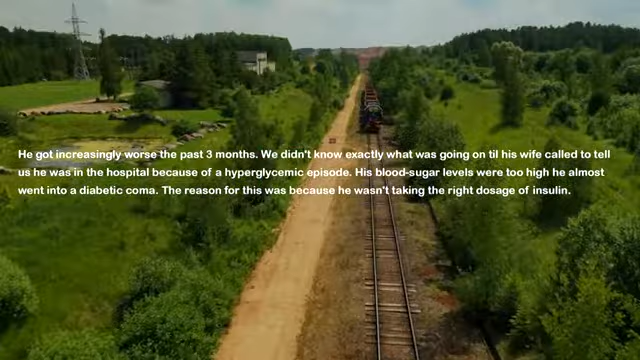 He got increasingly worse the past 3 months. We didn't know exactly what was going on til his wife called to tell
us he was in the hospital because of a hyperglycemic episode. His blood-sugar levels were too high he almost
went into a diabetic coma. The reason for this was because he wasn't taking the right dosage of insulin.